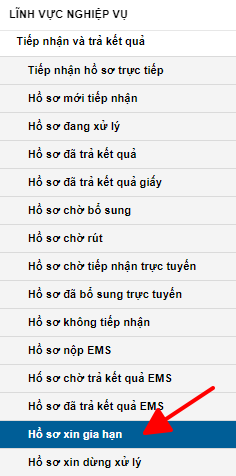 LĨNH VỰC NGHIỆP VỤ
Tiếp nhận và trả kết quả
Tiếp nhận hồ sơ trực tiếp
Hồ sơ mới tiếp nhận
Hồ sơ đang xử lý
Hồ sơ đã trả kết quả
Hồ sơ đã trả kết quả giấy
Hồ sơ chờ bổ sung
Hồ sơ chờ rút
Hồ sơ chờ tiếp nhận trực tuyến
Hồ sơ đã bổ sung trực tuyến
Hồ sơ không tiếp nhận
Hồ sơ nộp EMS
Hồ sơ chờ trả kết quả EMS
Hồ sơ đã trả kết quả EMS
Hồ sơ xin gia hạn
Hồ sơ xin dừng xử lý